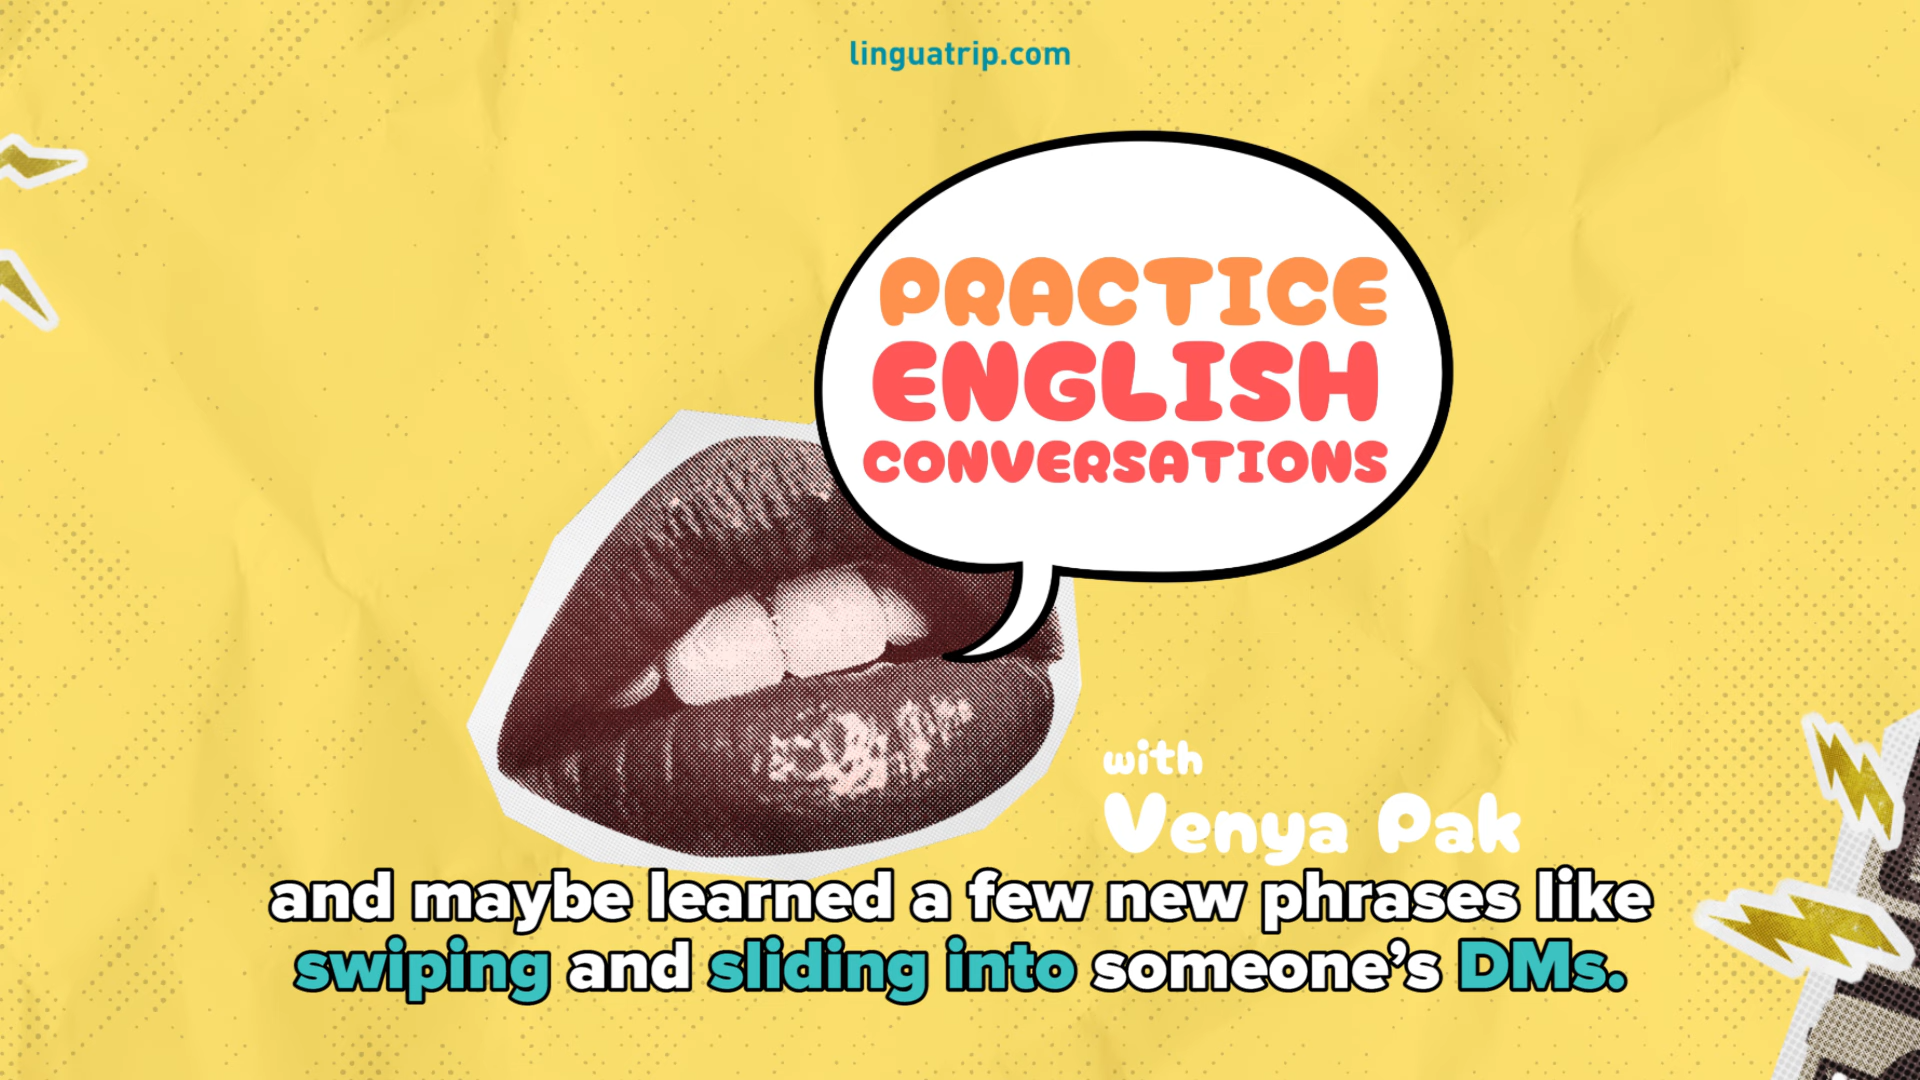 linguatrip.com
PRACTICE
ENGLISH
CONVERSATIONS
with
Venya Pak
and maybe learned a few new phrases like
swiping and sliding into someone’s DMs.